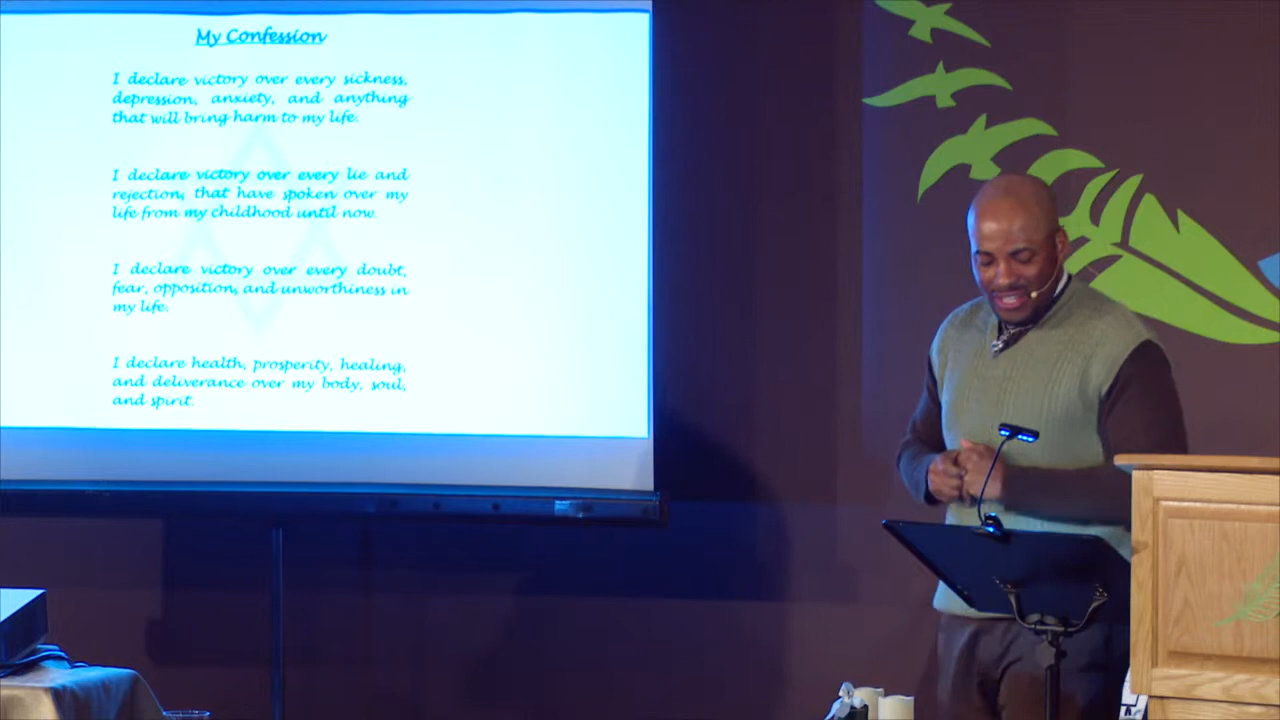 My Confession
I declare victory over every sickness,
depression, anxiety, and anything
that will bring harm to my life.
I declare victory over every lie and
rejection, that have spoken over my
life from my childhood until now.
I declare victory over every doubt,
fear, opposition, and unworthiness in
my life.
I declare health, prosperity, healing,
and deliverance over my body, soul,
and spirit.